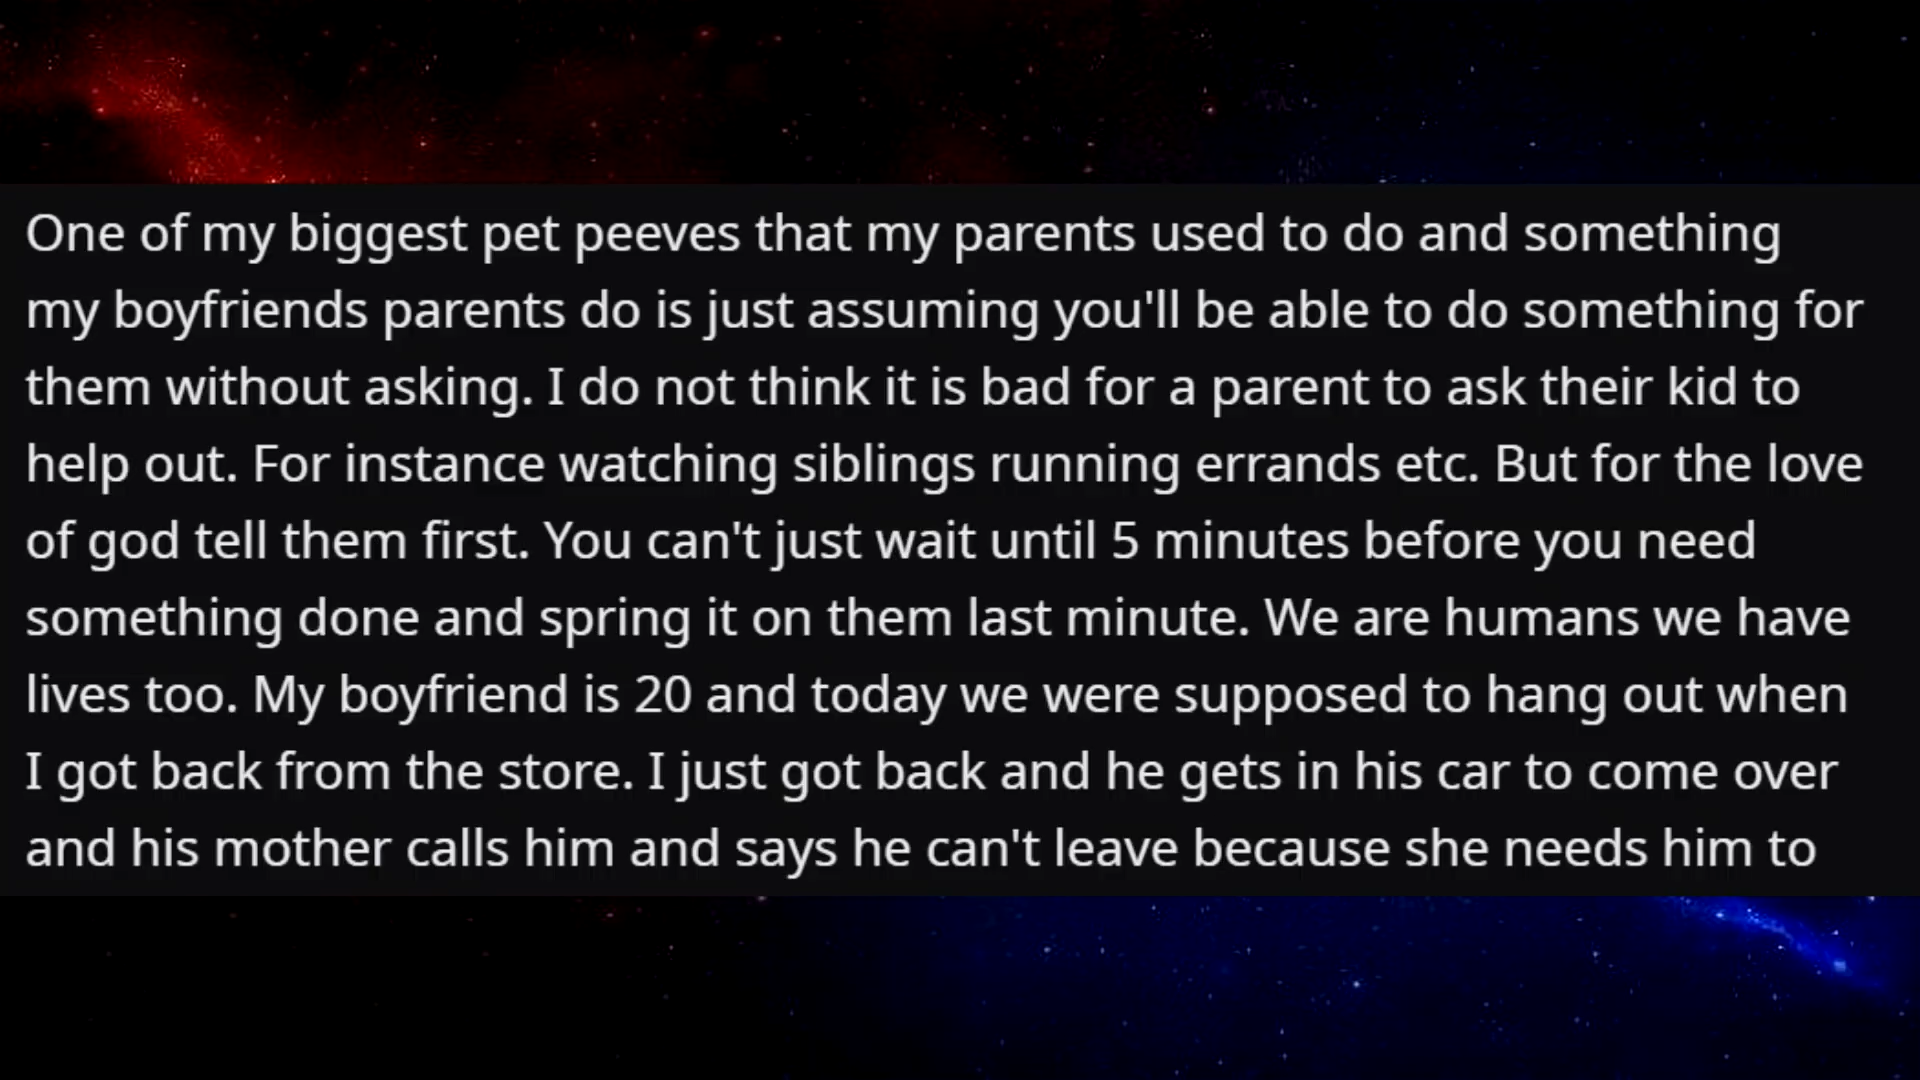 One of my biggest pet peeves that my parents used to do and something
my boyfriends parents do is just assuming you'll be able to do something for
them without asking. I do not think it is bad for a parent to ask their kid to
help out. For instance watching siblings running errands etc. But for the love
of god tell them first. You can't just wait until 5 minutes before you need
something done and spring it on them last minute. We are humans we have
lives too. My boyfriend is 20 and today we were supposed to hang out when
I got back from the store. I just got back and he gets in his car to come over
and his mother calls him and says he can't leave because she needs him to